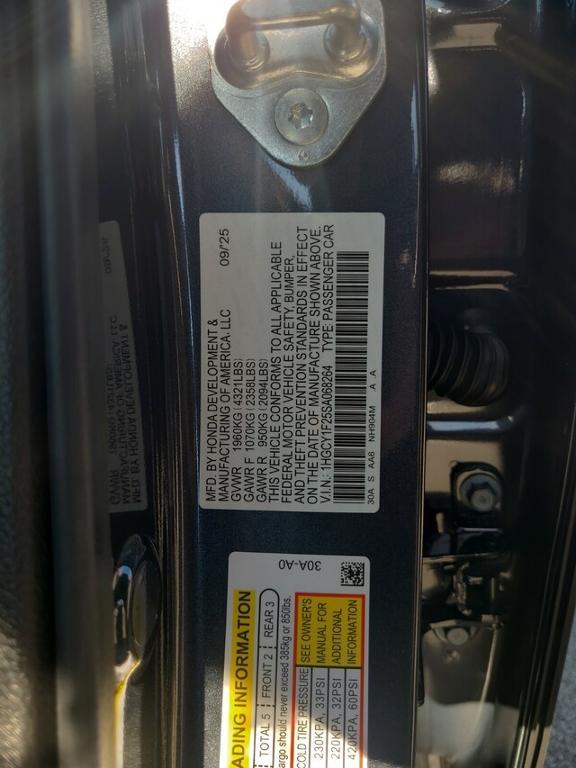 MFD. BY HONDA DEVELOPMENT &
MANUFACTURING OF AMERICA, LLC 09/'25
GVWR 1960KG (4321LBS)
GAWR F 1070KG (2358LBS)
GAWR R 950KG (2094LBS)
THIS VEHICLE CONFORMS TO ALL APPLICABLE
FEDERAL MOTOR VEHICLE SAFETY, BUMPER,
AND THEFT PREVENTION STANDARDS IN EFFECT
ON THE DATE OF MANUFACTURE SHOWN ABOVE.
V.I.N.: 1HGCY1F25SA068264 TYPE: PASSENGER CAR
30A S AA6 NH904M A A
30A-A0
ADING INFORMATION
TOTAL 5 FRONT 2 REAR 3
argo should never exceed 385kg or 850lbs.
COLD TIRE PRESSURE SEE OWNER'S
230KPA, 33PSI MANUAL FOR
220KPA, 32PSI ADDITIONAL
420KPA, 60PSI INFORMATION